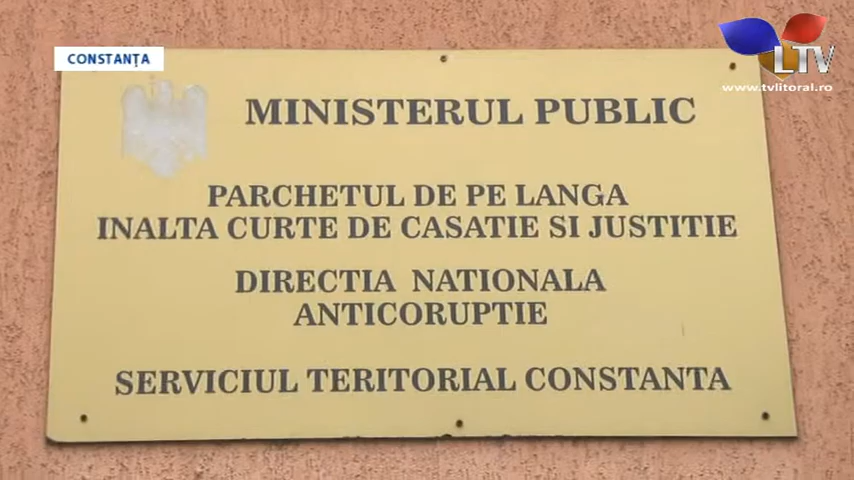 CONSTANȚA
LTV
www.tvlitoral.ro
MINISTERUL PUBLIC
PARCHETUL DE PE LANGA
INALTA CURTE DE CASATIE SI JUSTITIE
DIRECTIA NATIONALA
ANTICORUPTIE
SERVICIUL TERITORIAL CONSTANTA